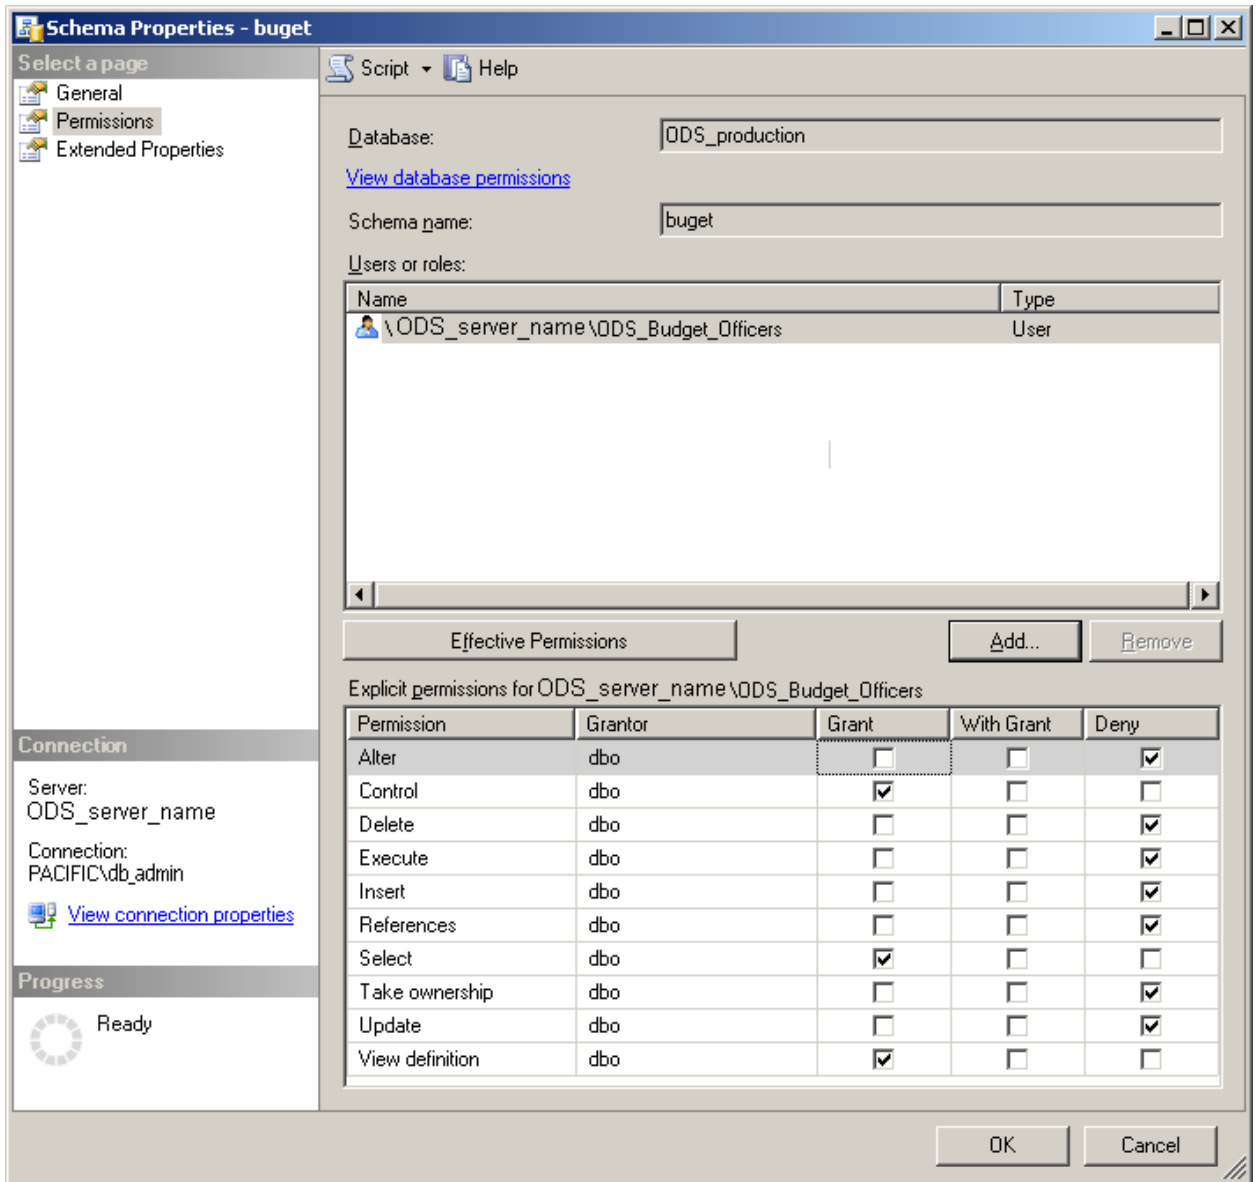 Schema Properties - buget
Select a page
General
Permissions
Extended Properties
Script Help
Database: ODS_production
View database permissions
Schema name: buget
Users or roles:
Name Type
\ODS_server_name\ODS_Budget_Officers User
Effective Permissions Add... Remove
Explicit permissions for ODS_server_name\ODS_Budget_Officers
Permission Grantor Grant With Grant Deny
Alter dbo
Control dbo
Delete dbo
Execute dbo
Insert dbo
References dbo
Select dbo
Take ownership dbo
Update dbo
View definition dbo
Connection
Server:
ODS_server_name
Connection:
PACIFIC\db_admin
View connection properties
Progress
Ready
OK Cancel